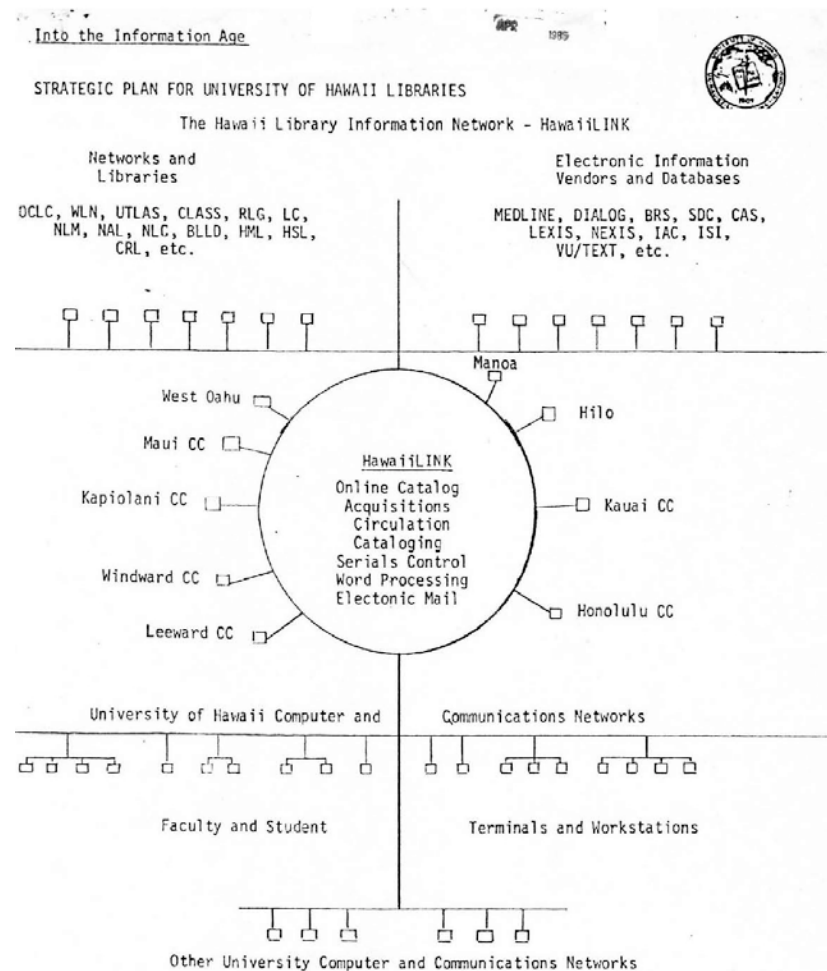 Into the Information Age
APR 1989
STRATEGIC PLAN FOR UNIVERSITY OF HAWAII LIBRARIES
The Hawaii Library Information Network - HawaiiLINK
Networks and
Libraries
OCLC, WLN, UTLAS, CLASS, RLG, LC,
NLM, NAL, NLC, BLLD, HML, HSL,
CRL, etc.
Electronic Information
Vendors and Databases
MEDLINE, DIALOG, BRS, SDC, CAS,
LEXIS, NEXIS, IAC, ISI,
VU/TEXT, etc.
Manoa
West Oahu
Hilo
Maui CC
Kapiolani CC
Kauai CC
Windward CC
Honolulu CC
Leeward CC
HawaiiLINK
Online Catalog
Acquisitions
Circulation
Cataloging
Serials Control
Word Processing
Electonic Mail
University of Hawaii Computer and Communications Networks
Faculty and Student Terminals and Workstations
Other University Computer and Communications Networks